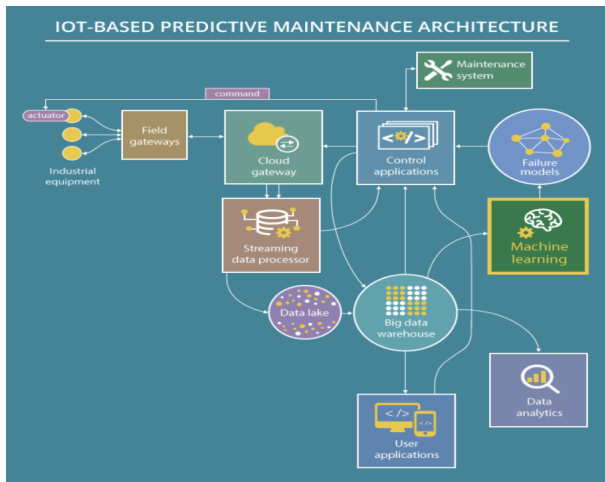 IOT-BASED PREDICTIVE MAINTENANCE ARCHITECTURE
Maintenance
system
command
actuator
Field
gateways
Industrial
equipment
Cloud
gateway
</>
Control
applications
Failure
models
Streaming
data processor
Machine
learning
Data lake
Big data
warehouse
Data
analytics
</>
</>
User
applications